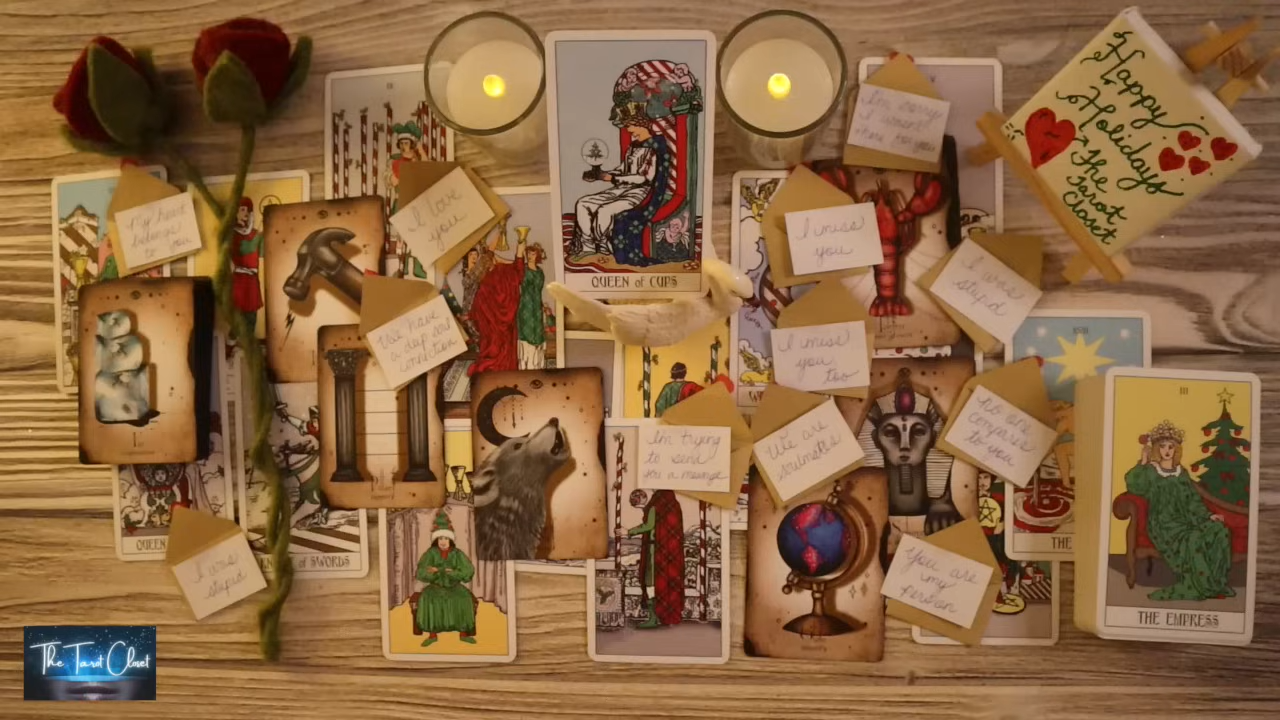 Happy
Holidays
The
Tarot
Closet
I'm sorry
I wasn't
there for you
My heart
belongs
to you
I love
you
I miss
you
I was
stupid
QUEEN of CUPS
We have
a deep soul
connection
I miss
you
too
I'm trying
to send
you a message
We are
soulmates
no one
compares
to you
XVII
III
QUEEN
of SWORDS
THE
I was
stupid
You are
my
person
THE EMPRESS
The Tarot Closet